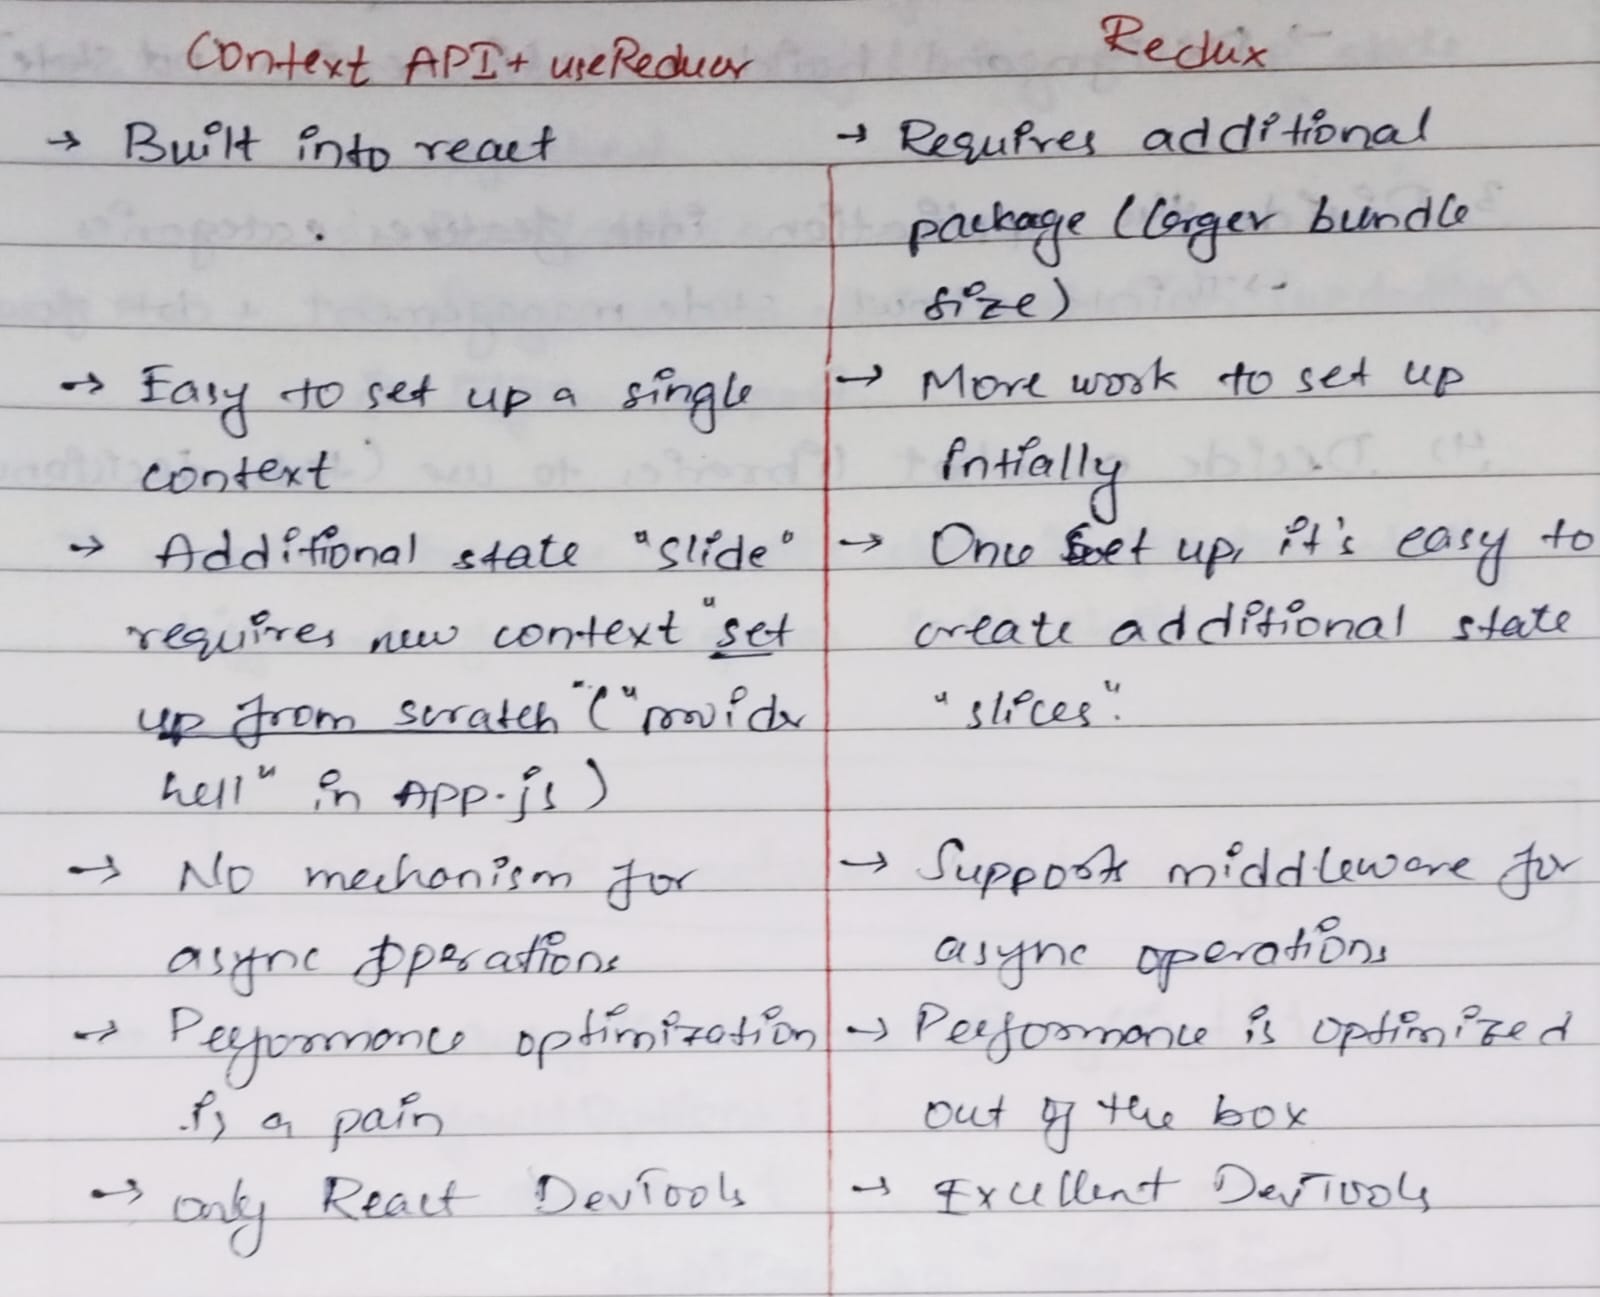 Context API + useReducer
→ Built into react
→ Easy to set up a single
context
→ Additional state "slide"
requires new context "set
up from scratch" ("provider
hell" in App.js)
→ No mechanism for
async operations
→ Performance optimization
is a pain
→ only React DevTools
Redux
→ Requires additional
package (larger bundle
size)
→ More work to set up
intially
→ Once set up, it's easy to
create additional state
"slices".
→ Supports middleware for
async operations
→ Performance is optimized
out of the box
→ Excellent DevTools